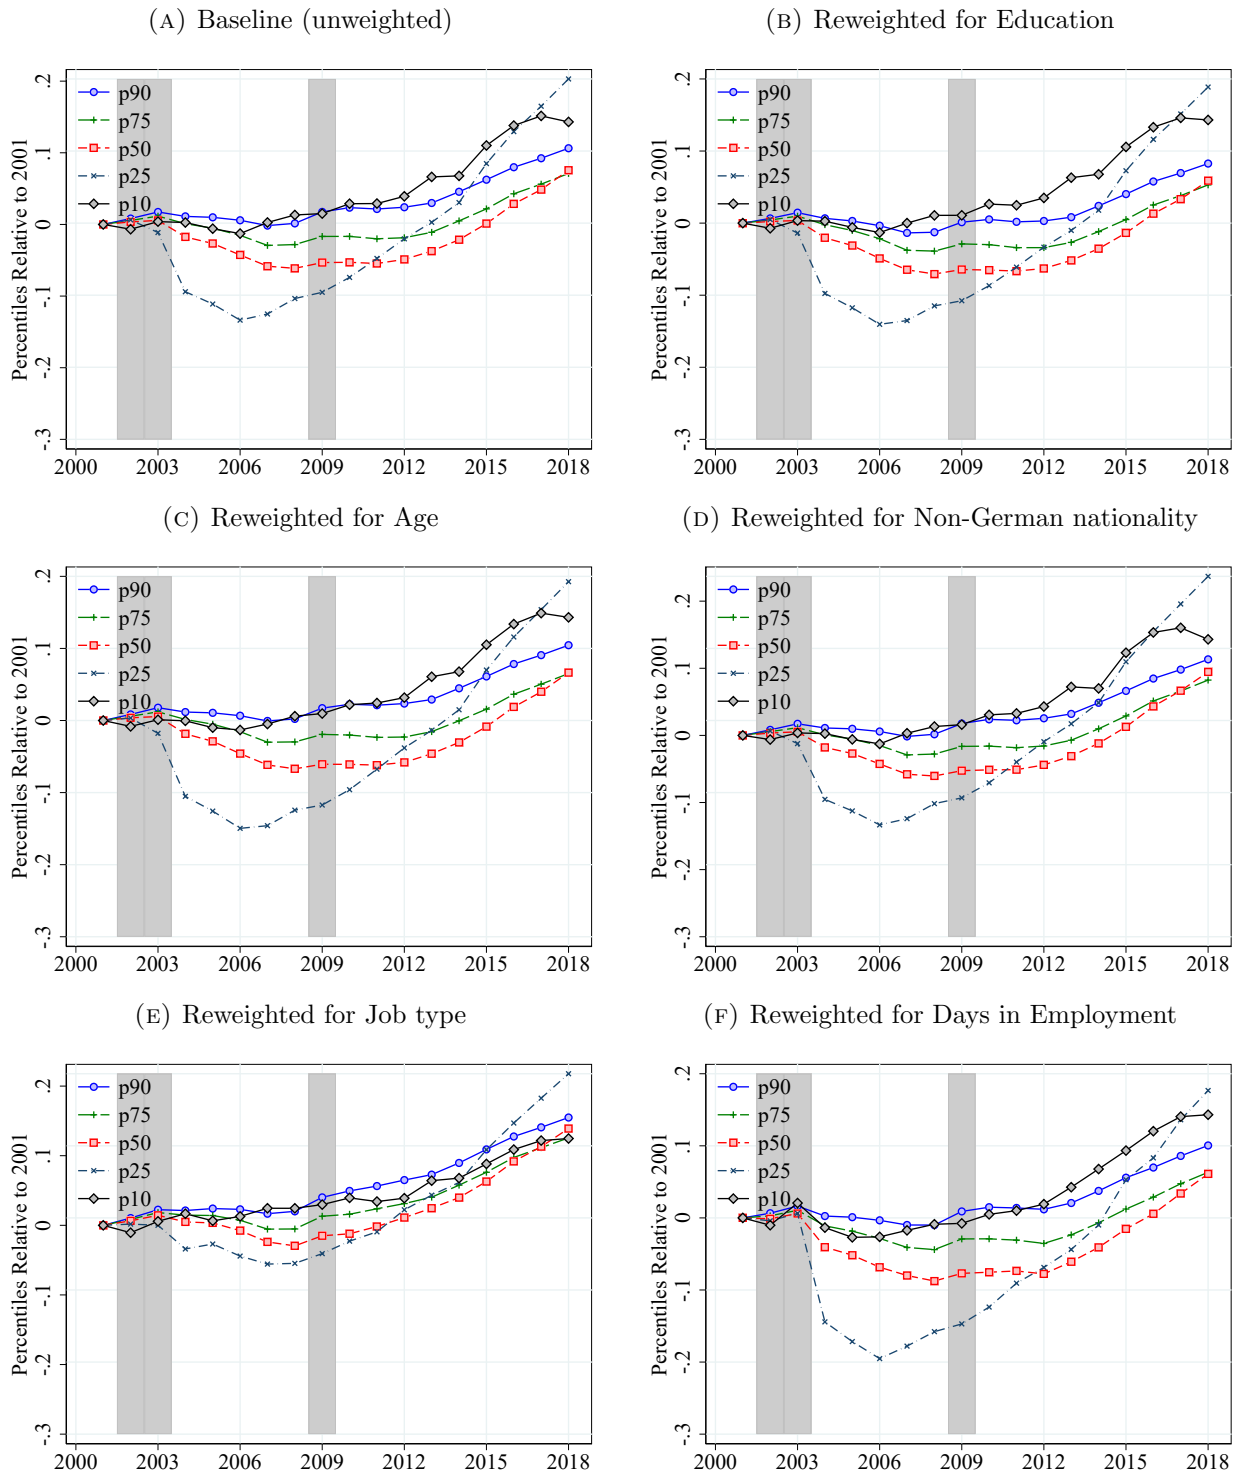 (A) Baseline (unweighted)
Percentiles Relative to 2001
.2
.1
0
-.1
-.2
-.3
p90
p75
p50
p25
p10
2000 2003 2006 2009 2012 2015 2018
(B) Reweighted for Education
Percentiles Relative to 2001
.2
.1
0
-.1
-.2
-.3
p90
p75
p50
p25
p10
2000 2003 2006 2009 2012 2015 2018
(C) Reweighted for Age
Percentiles Relative to 2001
.2
.1
0
-.1
-.2
-.3
p90
p75
p50
p25
p10
2000 2003 2006 2009 2012 2015 2018
(D) Reweighted for Non-German nationality
Percentiles Relative to 2001
.2
.1
0
-.1
-.2
-.3
p90
p75
p50
p25
p10
2000 2003 2006 2009 2012 2015 2018
(E) Reweighted for Job type
Percentiles Relative to 2001
.2
.1
0
-.1
-.2
-.3
p90
p75
p50
p25
p10
2000 2003 2006 2009 2012 2015 2018
(F) Reweighted for Days in Employment
Percentiles Relative to 2001
.2
.1
0
-.1
-.2
-.3
p90
p75
p50
p25
p10
2000 2003 2006 2009 2012 2015 2018